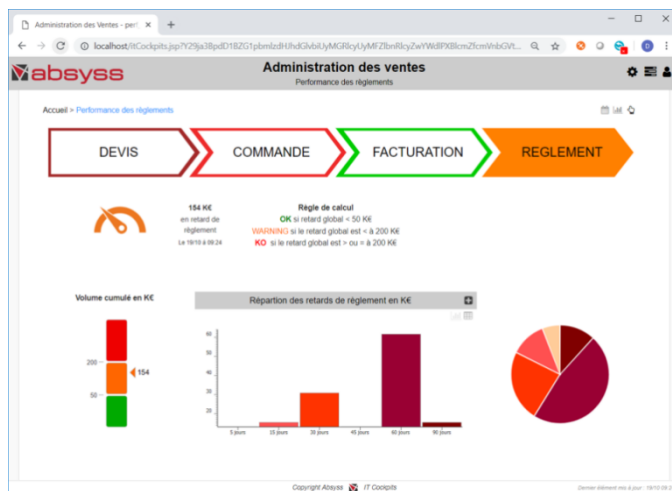 Administration des Ventes - perf
localhost/ItCockpits.jsp?
absyss
Administration des ventes
Performance des règlements
Accueil > Performance des règlements
DEVIS
COMMANDE
FACTURATION
REGLEMENT
184 K€
en retard de
règlement
Le 19/10 à 09:24
Règle de calcul
OK si retard global < 50 K€
WARNING si le retard global est < à 200 K€
KO si le retard global est > ou = à 200 K€
Volume cumulé en K€
200
154
50
Répartion des retards de règlement en K€
60
50
40
30
20
5 jours
15 jours
35 jours
45 jours
60 jours
90 jours
Copyright Absyss IT Cockpits
Dernier élément mis à jour : 19/10 09:2